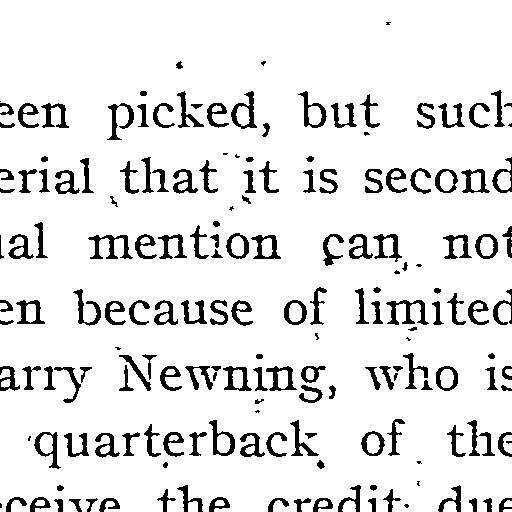 een picked, but such
erial that it is second
ual mention can not
en because of limited
arry Newning, who is
quarterback of the
ceive the credit due